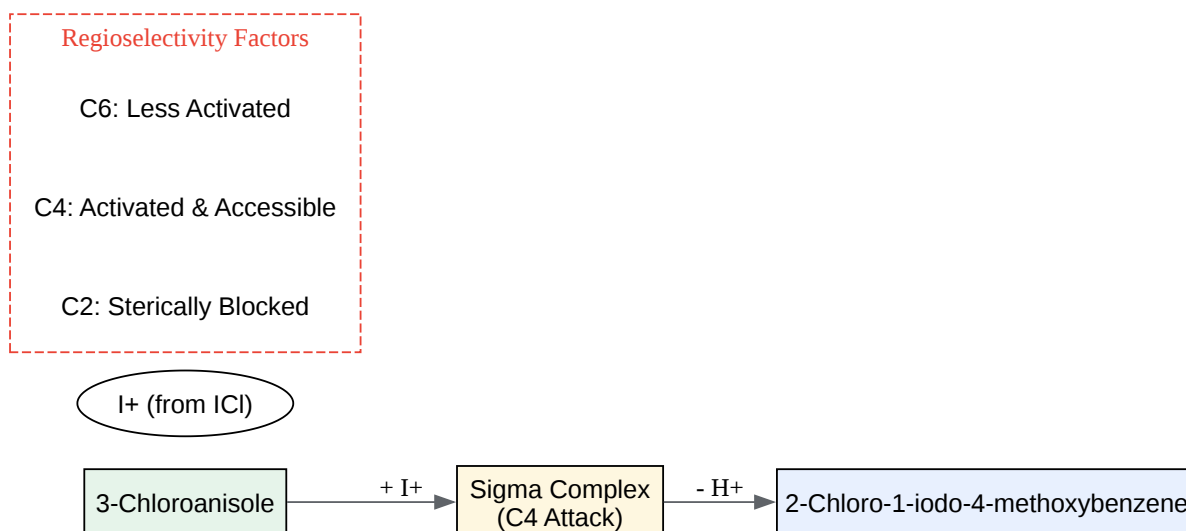 Regioselectivity Factors
C6: Less Activated
C4: Activated & Accessible
C2: Sterically Blocked
I+ (from ICl)
3-Chloroanisole
+ I+
Sigma Complex
(C4 Attack)
- H+
2-Chloro-1-iodo-4-methoxybenzene